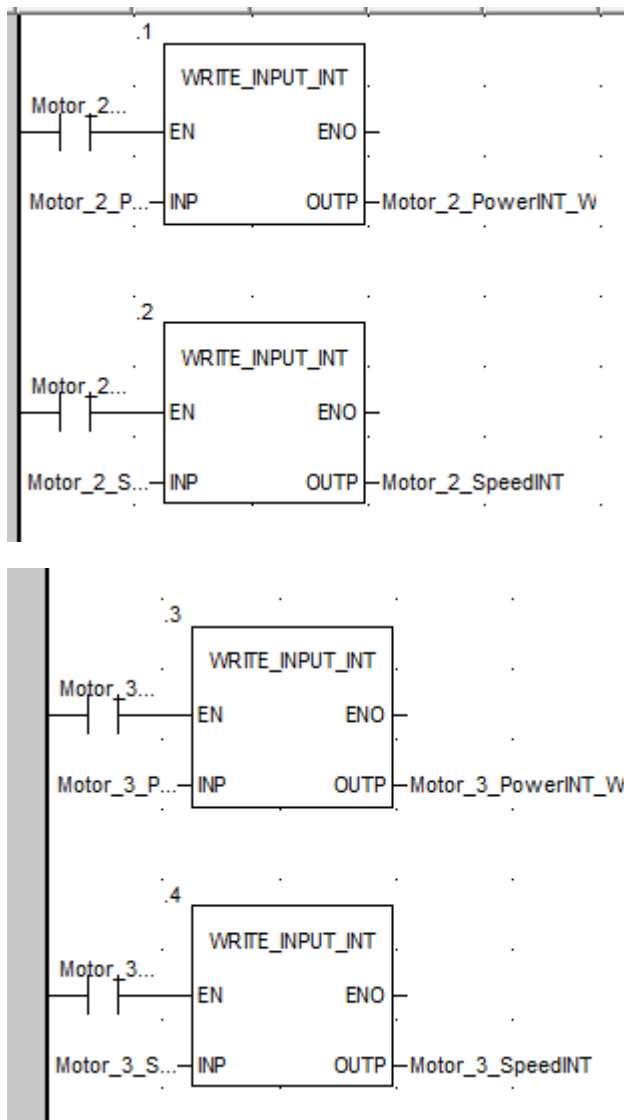 .1
WRITE_INPUT_INT
Motor_2...
EN ENO
Motor_2_P... INP OUTP Motor_2_PowerINT_W
.2
WRITE_INPUT_INT
Motor_2...
EN ENO
Motor_2_S... INP OUTP Motor_2_SpeedINT
.3
WRITE_INPUT_INT
Motor_3...
EN ENO
Motor_3_P... INP OUTP Motor_3_PowerINT_W
.4
WRITE_INPUT_INT
Motor_3...
EN ENO
Motor_3_S... INP OUTP Motor_3_SpeedINT